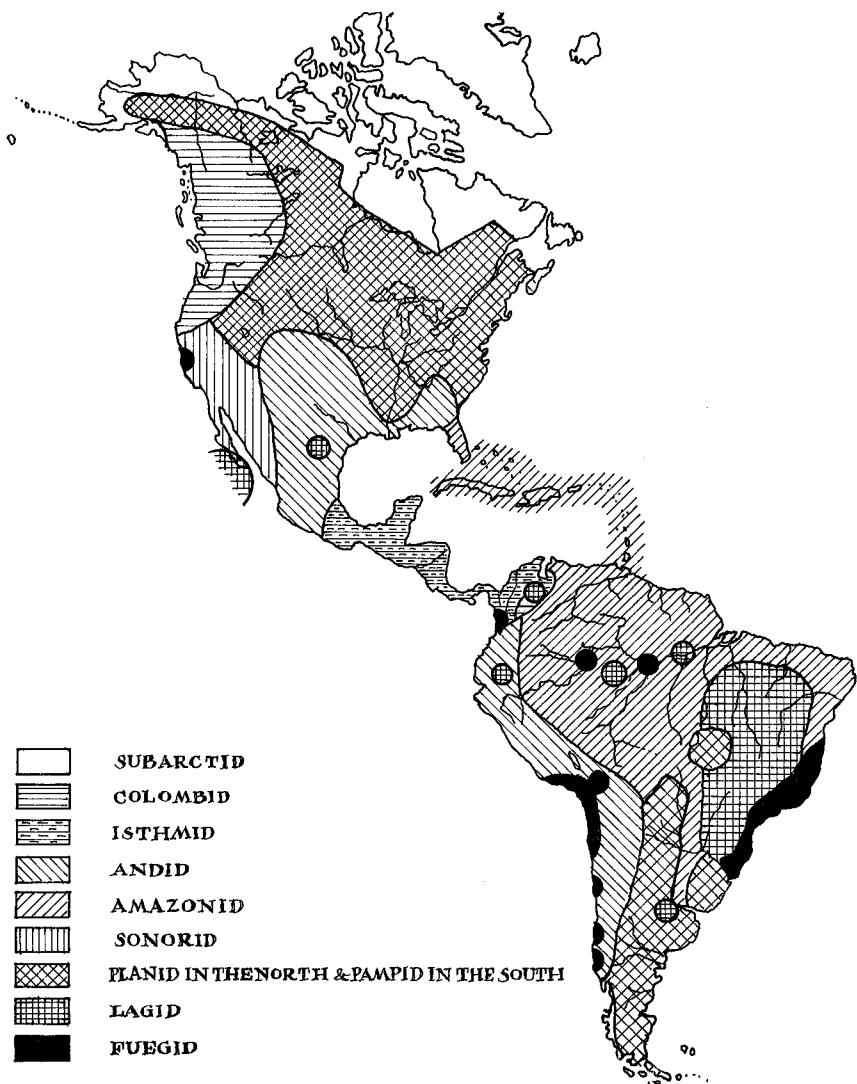 SUBARCTID
COLOMBID
ISTHMID
ANDID
AMAZONID
SONORID
PLANID IN THENORTH & PAMPID IN THE SOUTH
LAGID
FUEGID